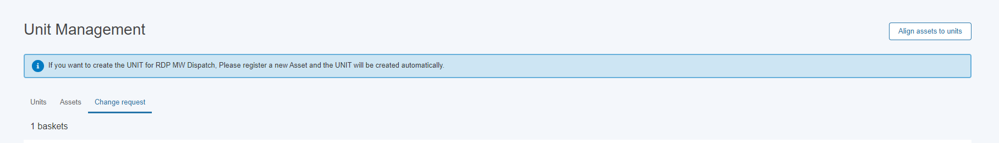 Unit Management
Align assets to units
If you want to create the UNIT for RDP MW Dispatch, Please register a new Asset and the UNIT will be created automatically.
Units Assets Change request
1 baskets